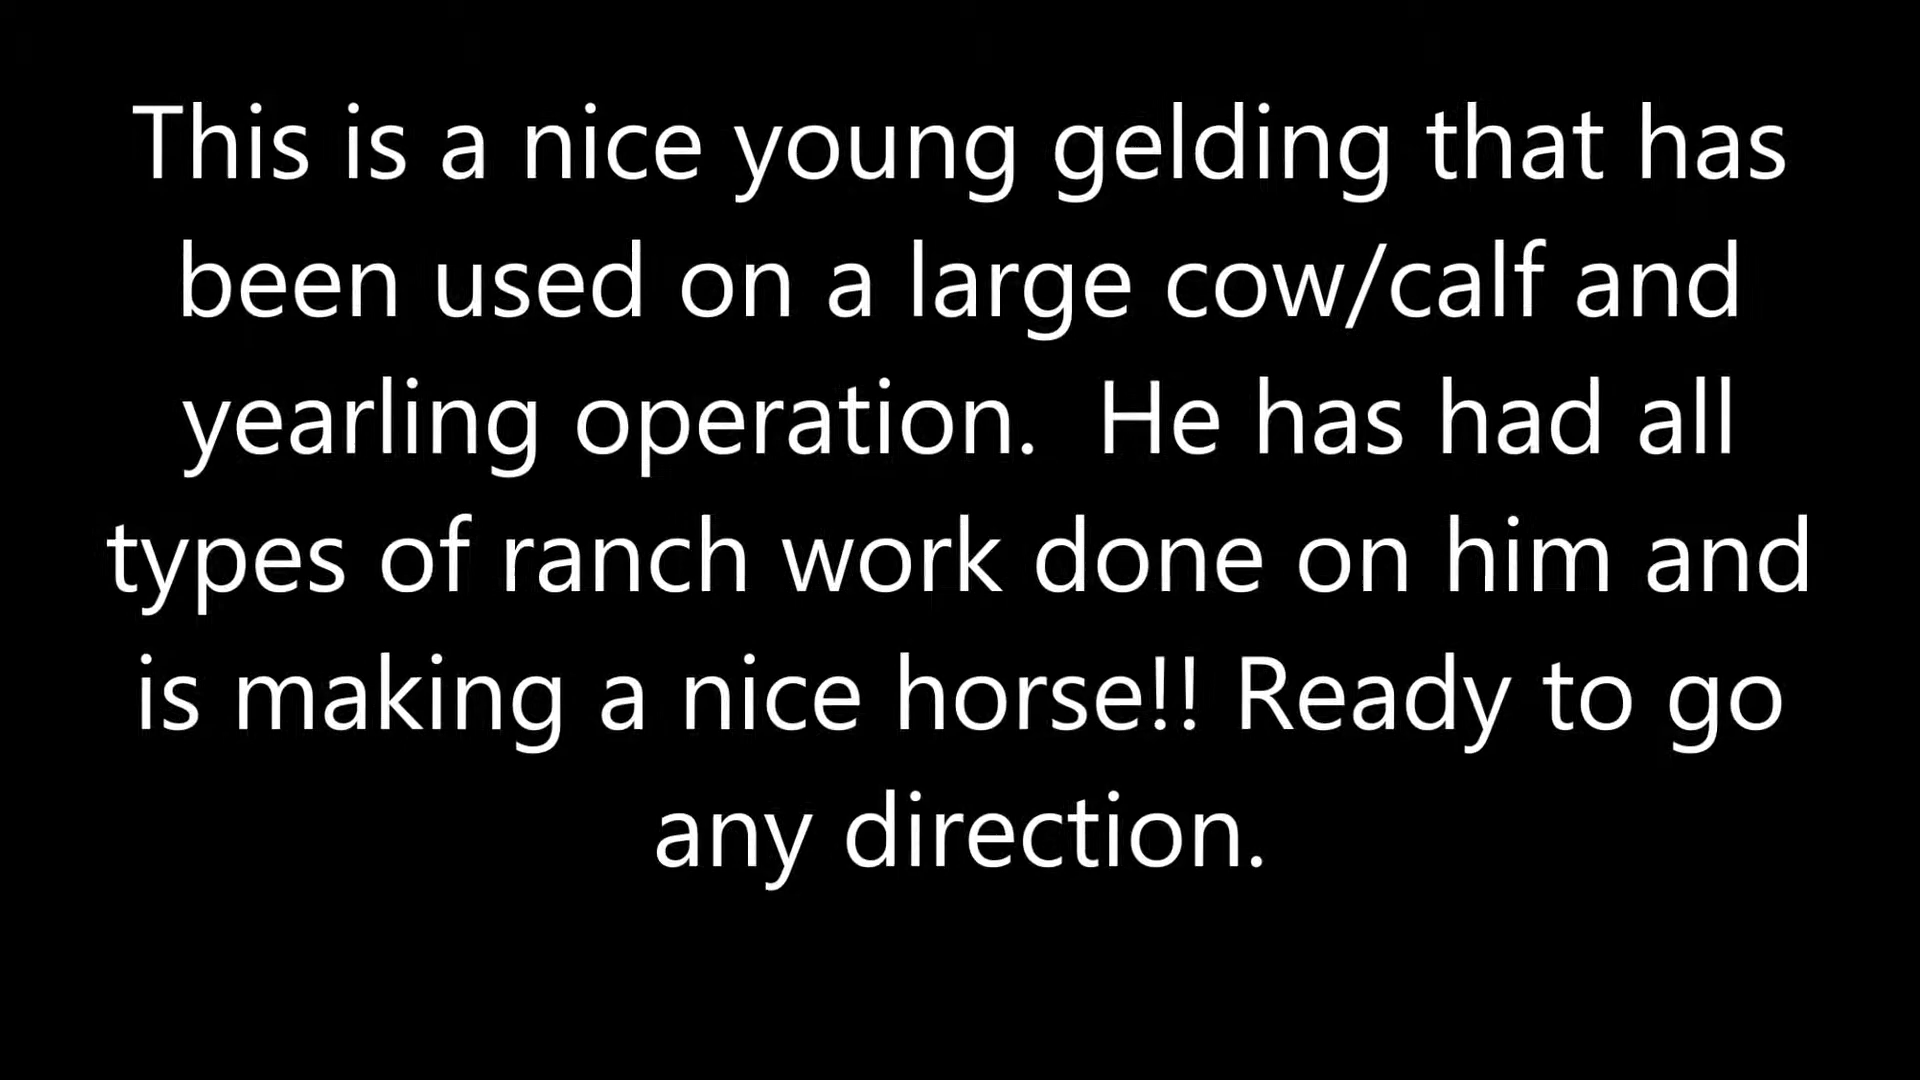 This is a nice young gelding that has
been used on a large cow/calf and
yearling operation.  He has had all
types of ranch work done on him and
is making a nice horse!! Ready to go
any direction.